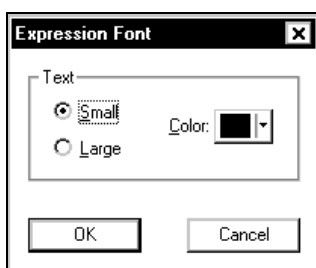 Expression Font
Text
Small
Color:
Large
OK Cancel